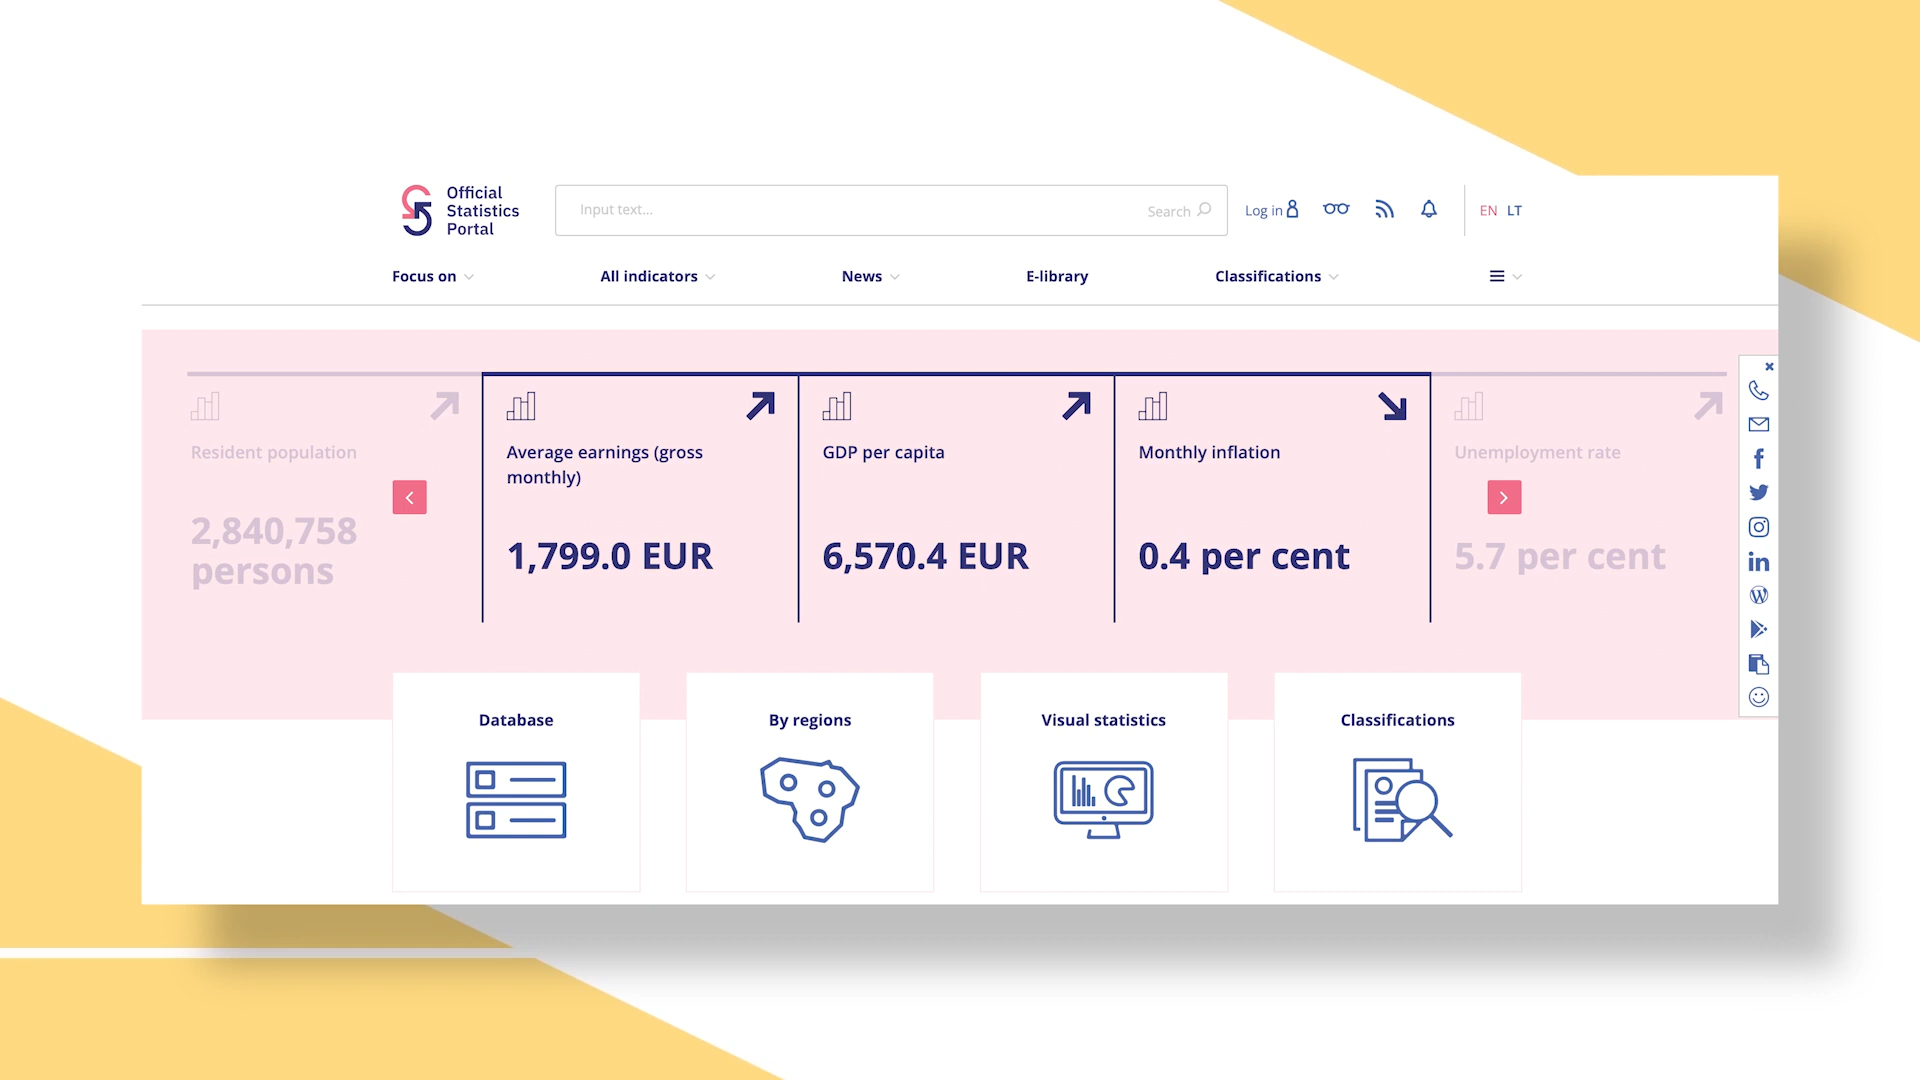 Official
Statistics
Portal
Input text...
Search
Log in
EN LT
Focus on
All indicators
News
E-library
Classifications
Resident population
2,840,758
persons
Average earnings (gross
monthly)
1,799.0 EUR
GDP per capita
6,570.4 EUR
Monthly inflation
0.4 per cent
Unemployment rate
5.7 per cent
Database
By regions
Visual statistics
Classifications